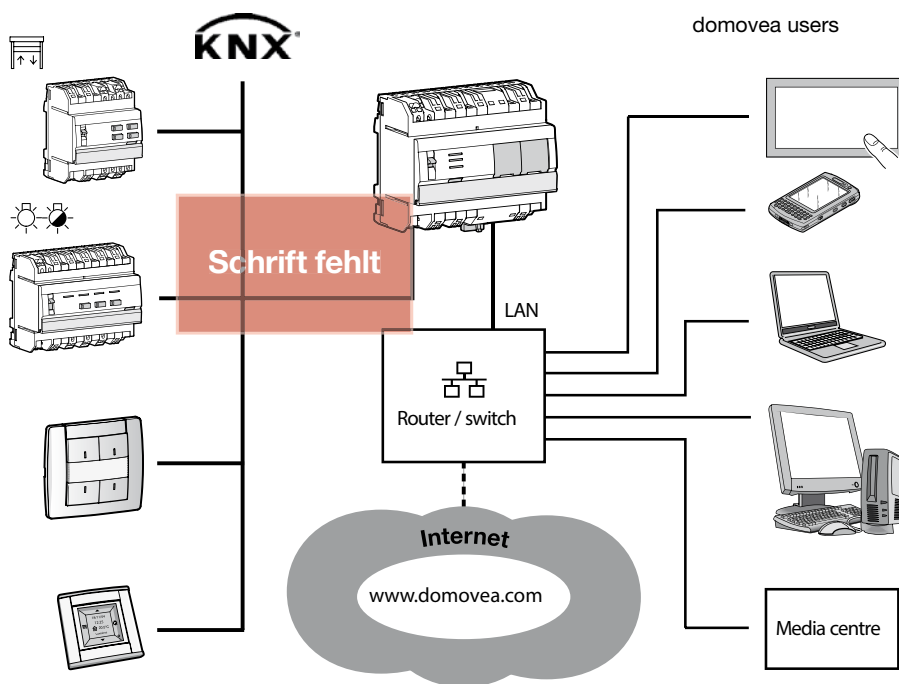 KNX
domovea users
Schrift fehlt
LAN
Router / switch
Internet
www.domovea.com
Media centre